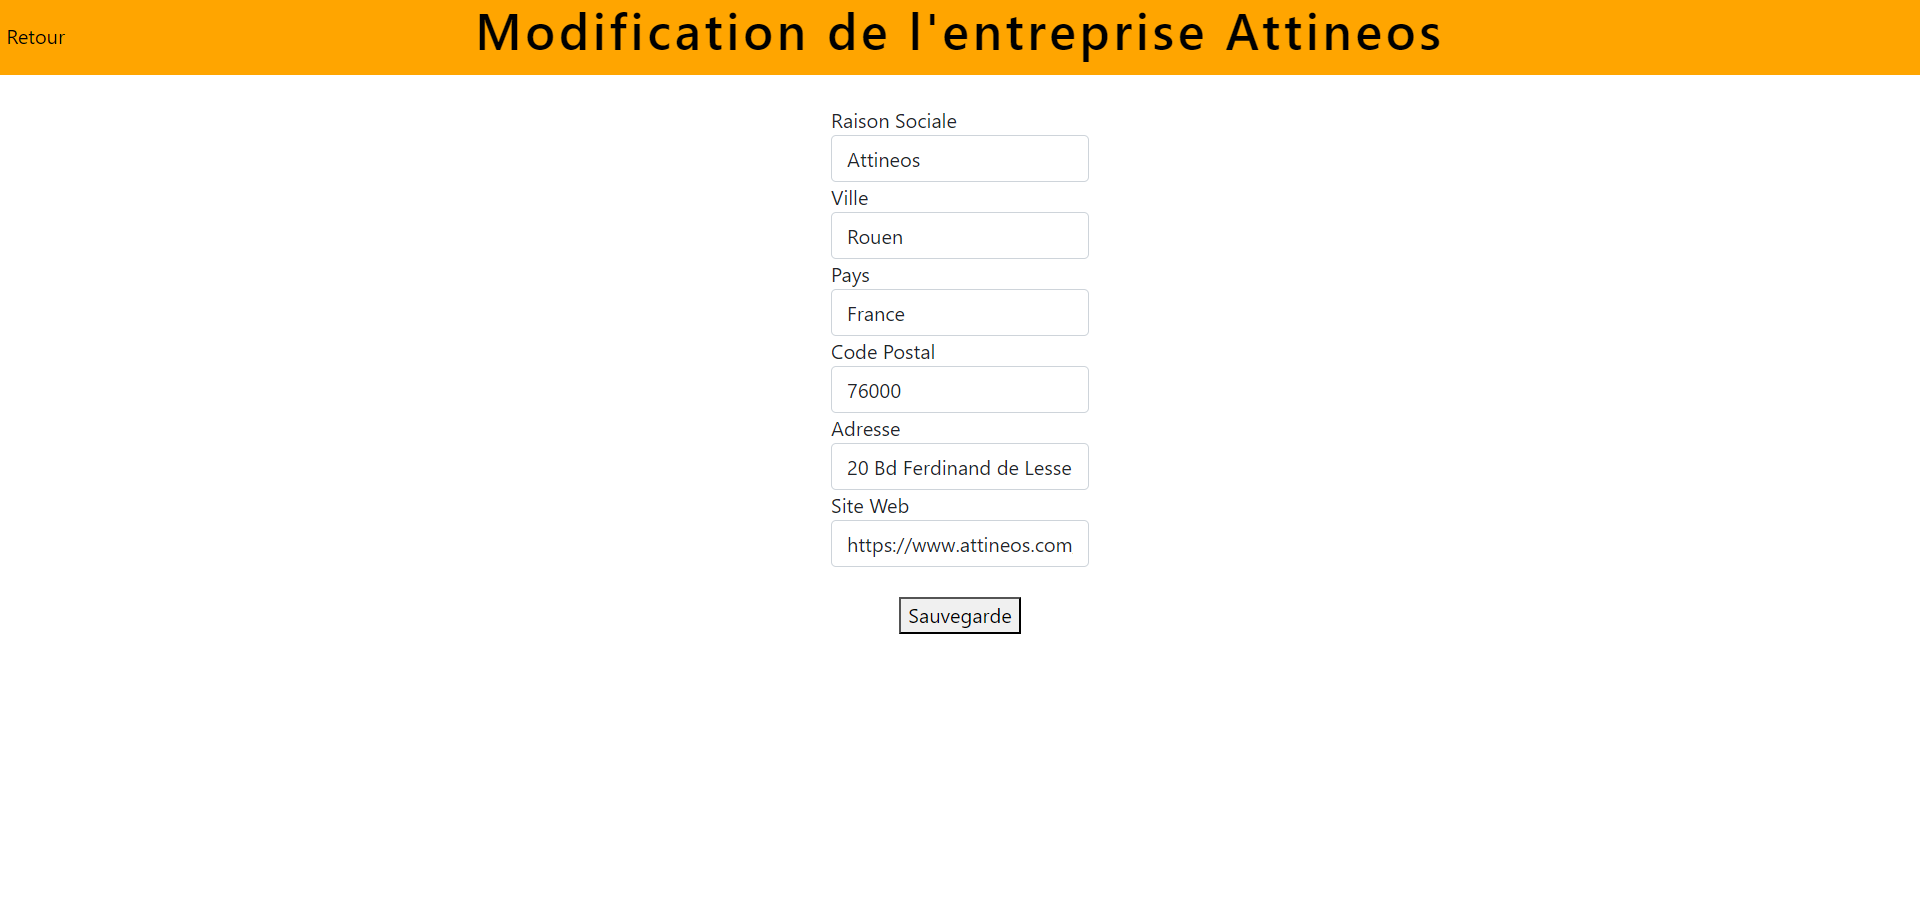 Retour
Modification de l'entreprise Attineos
Raison Sociale
Attineos
Ville
Rouen
Pays
France
Code Postal
76000
Adresse
20 Bd Ferdinand de Lesse
Site Web
https://www.attineos.com
Sauvegarde